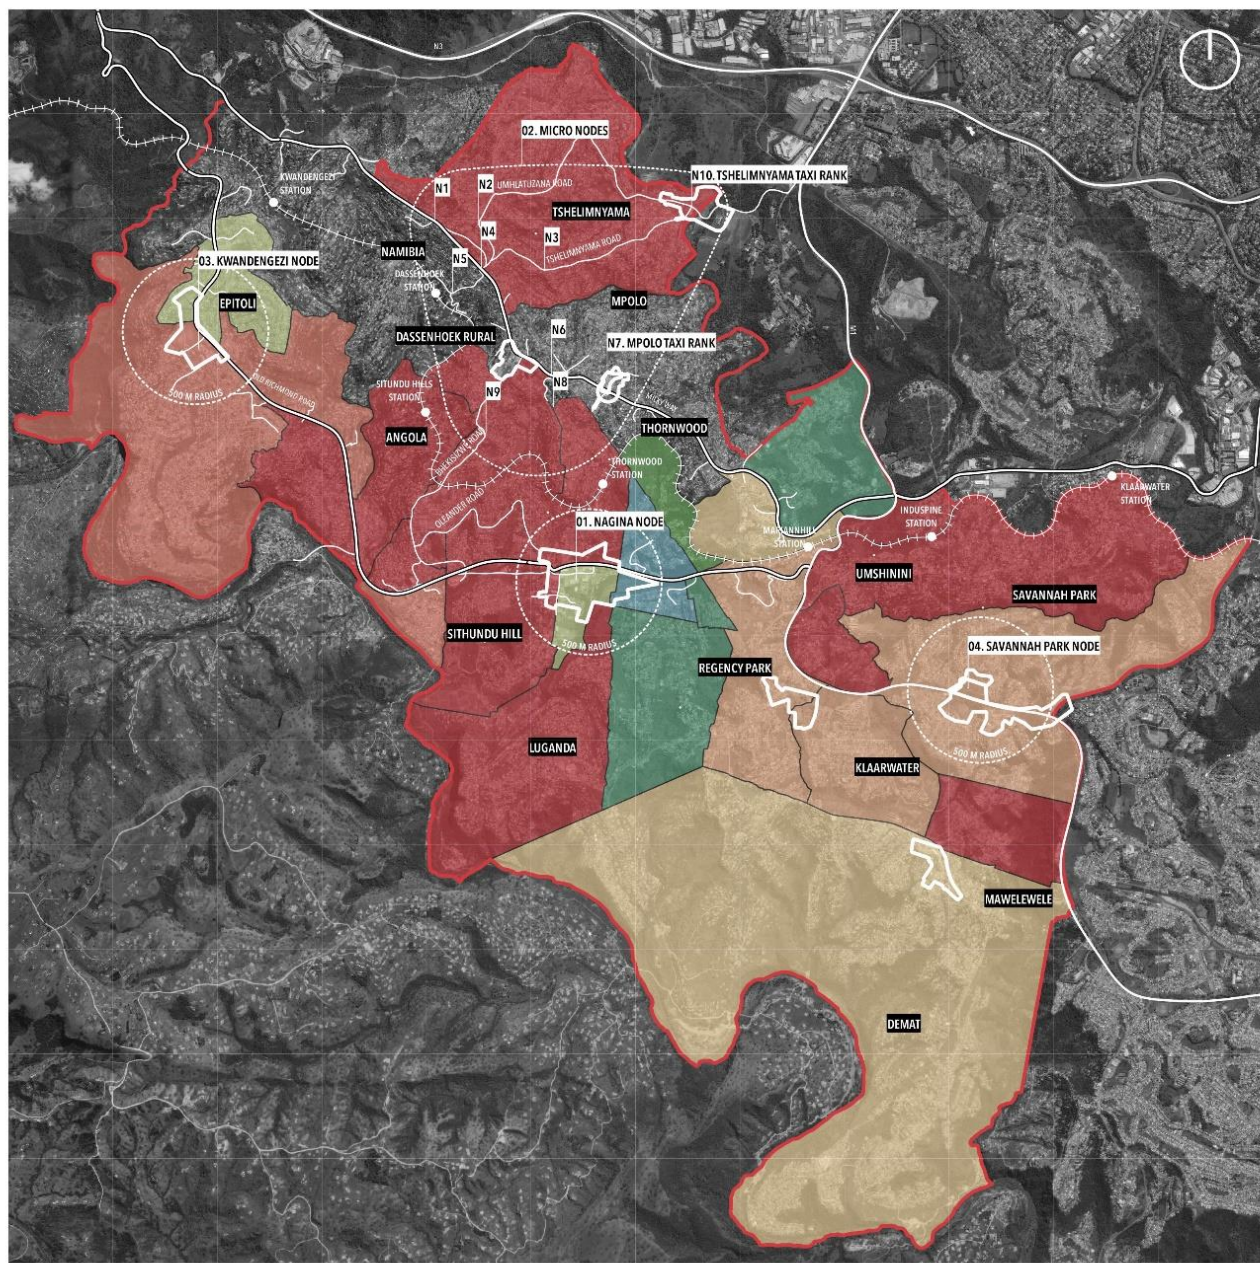 N3
02. MICRO NODES
KWANDENGEZI
STATION
N1
N2
UMHLATUZANA ROAD
N10. TSHELIMNYAMA TAXI RANK
TSHELIMNYAMA
N4
N3
TSHELIMNYAMA ROAD
NAMIBIA
N5
03. KWANDENGEZI NODE
DASSENHOEK
STATION
EPITOLI
MPOLO
DASSENHOEK RURAL
N6
N7. MPOLO TAXI RANK
M1
OLD RICHMOND ROAD
500 M RADIUS
SITUNDU HILLS
STATION
N9
N8
ANGOLA
THORNWOOD
THORNWOOD
STATION
OLEANDER ROAD
KLAARWATER
STATION
01. NAGINA NODE
INDUSPINE
STATION
MARIANNHILL
STATION
UMSHININI
SAVANNAH PARK
SITHUNDU HILL
500 M RADIUS
04. SAVANNAH PARK NODE
REGENCY PARK
LUGANDA
500 M RADIUS
KLAARWATER
MAWELEWELE
DEMAT